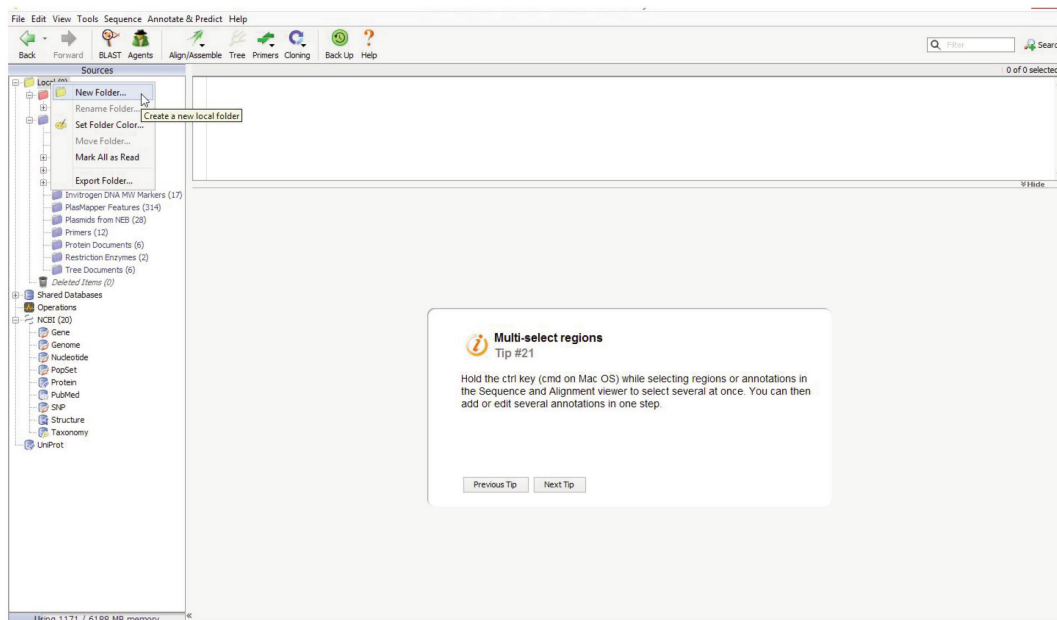 File Edit View Tools Sequence Annotate & Predict Help
Back Forward BLAST Agents Align/Assemble Tree Primers Cloning Back Up Help
Filter
Sources
0 of 0 selected
New Folder...
Rename Folder...
Create a new local folder
Set Folder Color...
Move Folder...
Mark All as Read
Export Folder...
Hide
Invitrogen DNA MW Markers (17)
PlasMapper Features (314)
Plasmids from NEB (28)
Primers (12)
Protein Documents (6)
Restriction Enzymes (2)
Tree Documents (6)
Deleted Items (0)
Shared Databases
Operations
NCBI (20)
Gene
Genome
Nucleotide
PopSet
Protein
PubMed
SNP
Structure
Taxonomy
UniProt
Multi-select regions
Tip #21
Hold the ctrl key (cmd on Mac OS) while selecting regions or annotations in
the Sequence and Alignment viewer to select several at once. You can then
add or edit several annotations in one step.
Previous Tip Next Tip
Using 1171 / 6188 MB memory